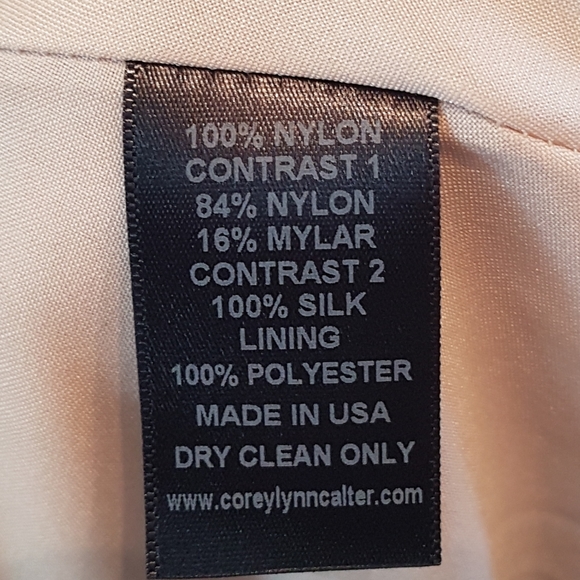 100% NYLON
CONTRAST 1
84% NYLON
16% MYLAR
CONTRAST 2
100% SILK
LINING
100% POLYESTER
MADE IN USA
DRY CLEAN ONLY
www.coreylynncalter.com